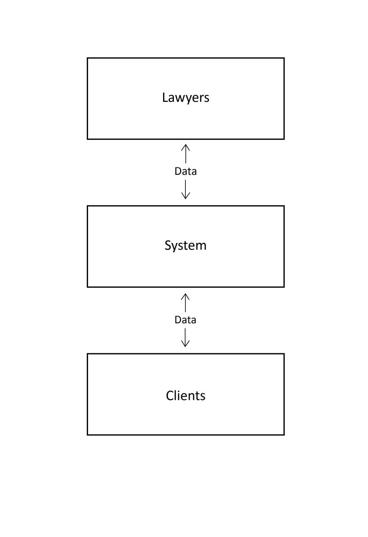 Lawyers
Data
System
Data
Clients